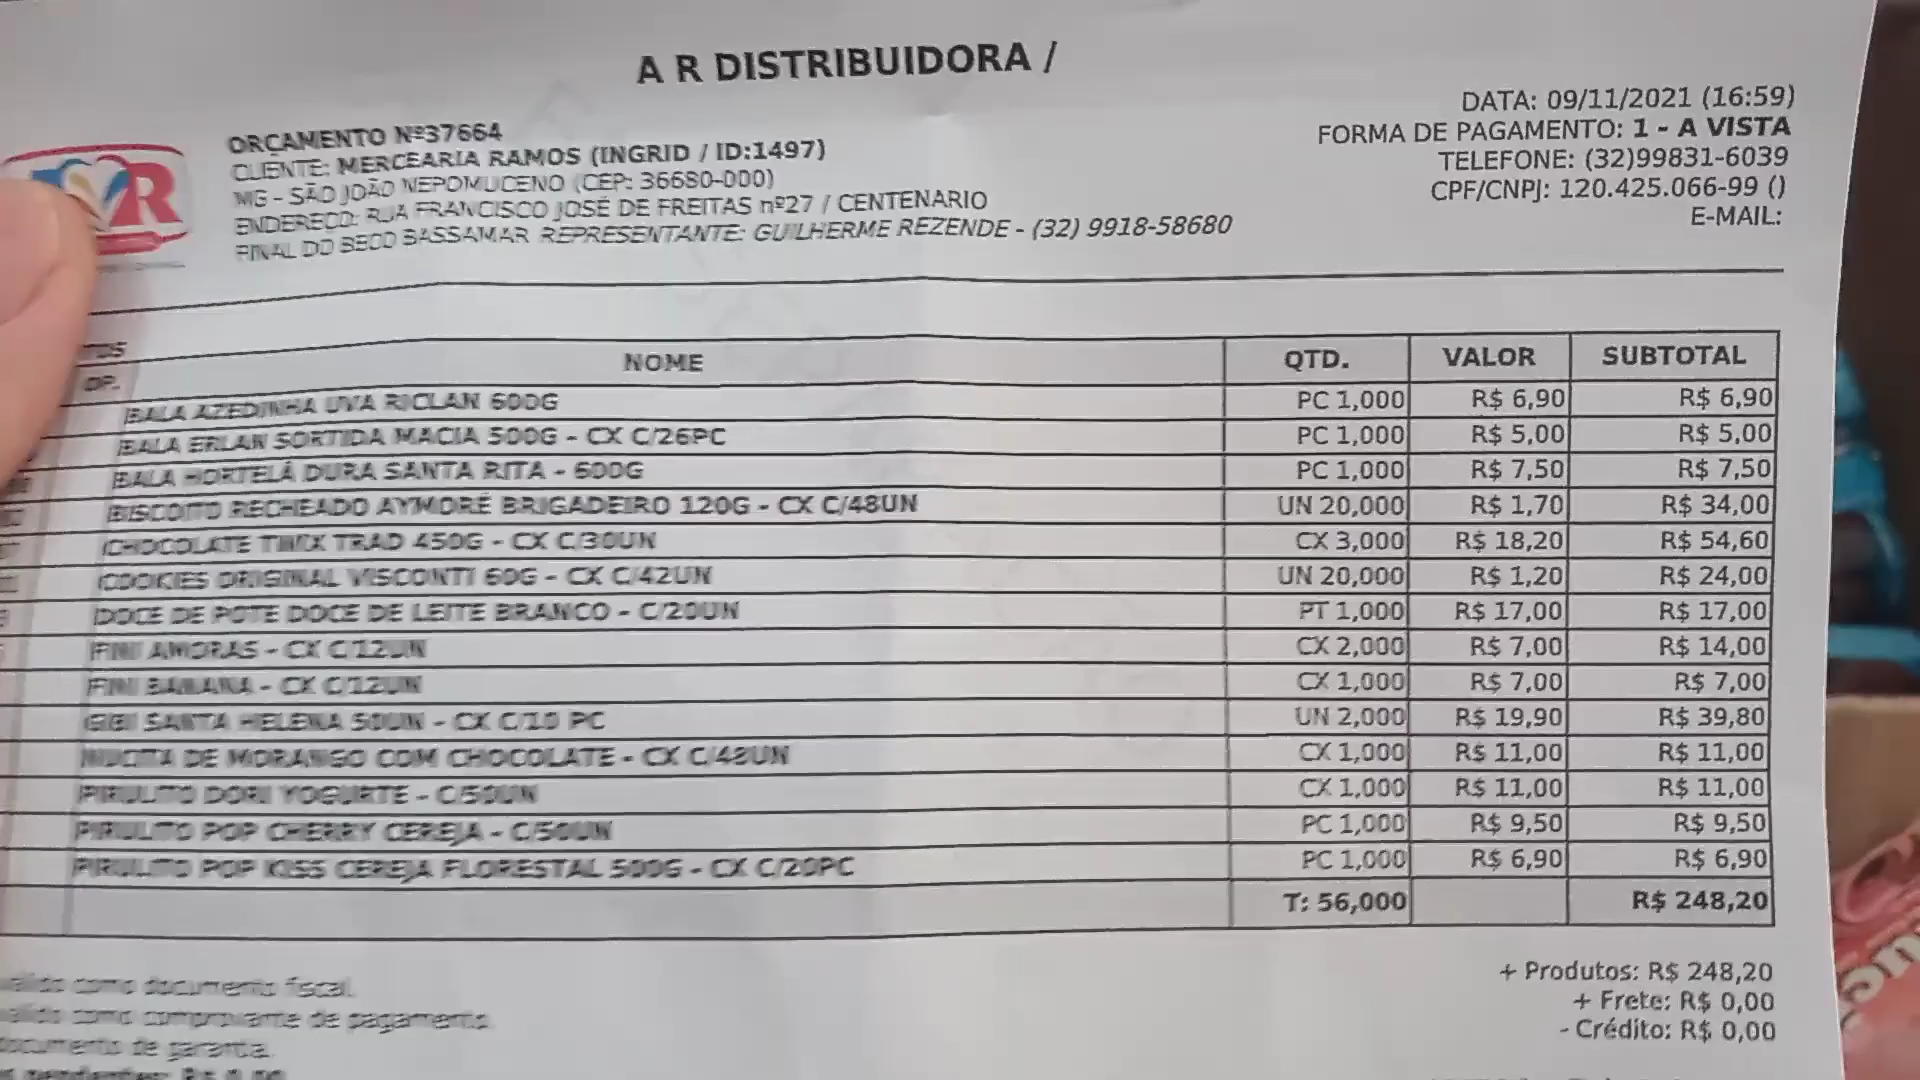 A R DISTRIBUIDORA /
ORÇAMENTO Nº37664
CLIENTE: MERCEARIA RAMOS (INGRID / ID:1497)
MG - SÃO JOÃO NEPOMUCENO (CEP: 36680-000)
ENDEREÇO: RUA FRANCISCO JOSÉ DE FREITAS nº27 / CENTENARIO
FINAL DO BECO BASSAMAR REPRESENTANTE: GUILHERME REZENDE - (32) 9918-58680
DATA: 09/11/2021 (16:59)
FORMA DE PAGAMENTO: 1 - A VISTA
TELEFONE: (32)99831-6039
CPF/CNPJ: 120.425.066-99 ()
E-MAIL:
NOME QTD. VALOR SUBTOTAL
BALA AZEDINHA UVA RICLAN 600G PC 1,000 R$ 6,90 R$ 6,90
BALA ERLAN SORTIDA MACIA 500G - CX C/26PC PC 1,000 R$ 5,00 R$ 5,00
BALA HORTELÃ DURA SANTA RITA - 600G PC 1,000 R$ 7,50 R$ 7,50
BISCOITO RECHEADO AYMORÉ BRIGADEIRO 120G - CX C/48UN UN 20,000 R$ 1,70 R$ 34,00
CHOCOLATE TWIX TRAD 450G - CX C/30UN CX 3,000 R$ 18,20 R$ 54,60
COOKIES ORIGINAL VISCONTI 60G - CX C/42UN UN 20,000 R$ 1,20 R$ 24,00
DOCE DE POTE DOCE DE LEITE BRANCO - C/20UN PT 1,000 R$ 17,00 R$ 17,00
FINI AMORAS - CX C/12UN CX 2,000 R$ 7,00 R$ 14,00
FINI BANANA - CX C/12UN CX 1,000 R$ 7,00 R$ 7,00
GIBI SANTA HELENA 50UN - CX C/10 PC UN 2,000 R$ 19,90 R$ 39,80
NUCITA DE MORANGO COM CHOCOLATE - CX C/48UN CX 1,000 R$ 11,00 R$ 11,00
PIRULITO DORI YOGURTE - C/50UN CX 1,000 R$ 11,00 R$ 11,00
PIRULITO POP CHERRY CEREJA - C/50UN PC 1,000 R$ 9,50 R$ 9,50
PIRULITO POP KISS CEREJA FLORESTAL 500G - CX C/20PC PC 1,000 R$ 6,90 R$ 6,90
T: 56,000 R$ 248,20
+ Produtos: R$ 248,20
+ Frete: R$ 0,00
- Crédito: R$ 0,00
como documento fiscal.
como comprovante de pagamento
documento de garantia.